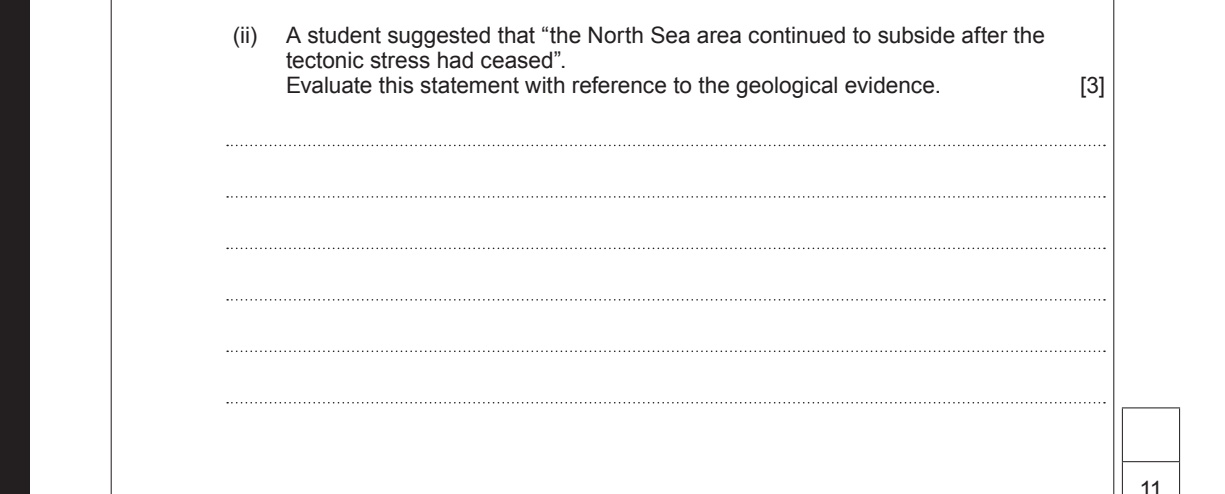 (ii) A student suggested that “the North Sea area continued to subside after the
tectonic stress had ceased”.
Evaluate this statement with reference to the geological evidence. [3]
11